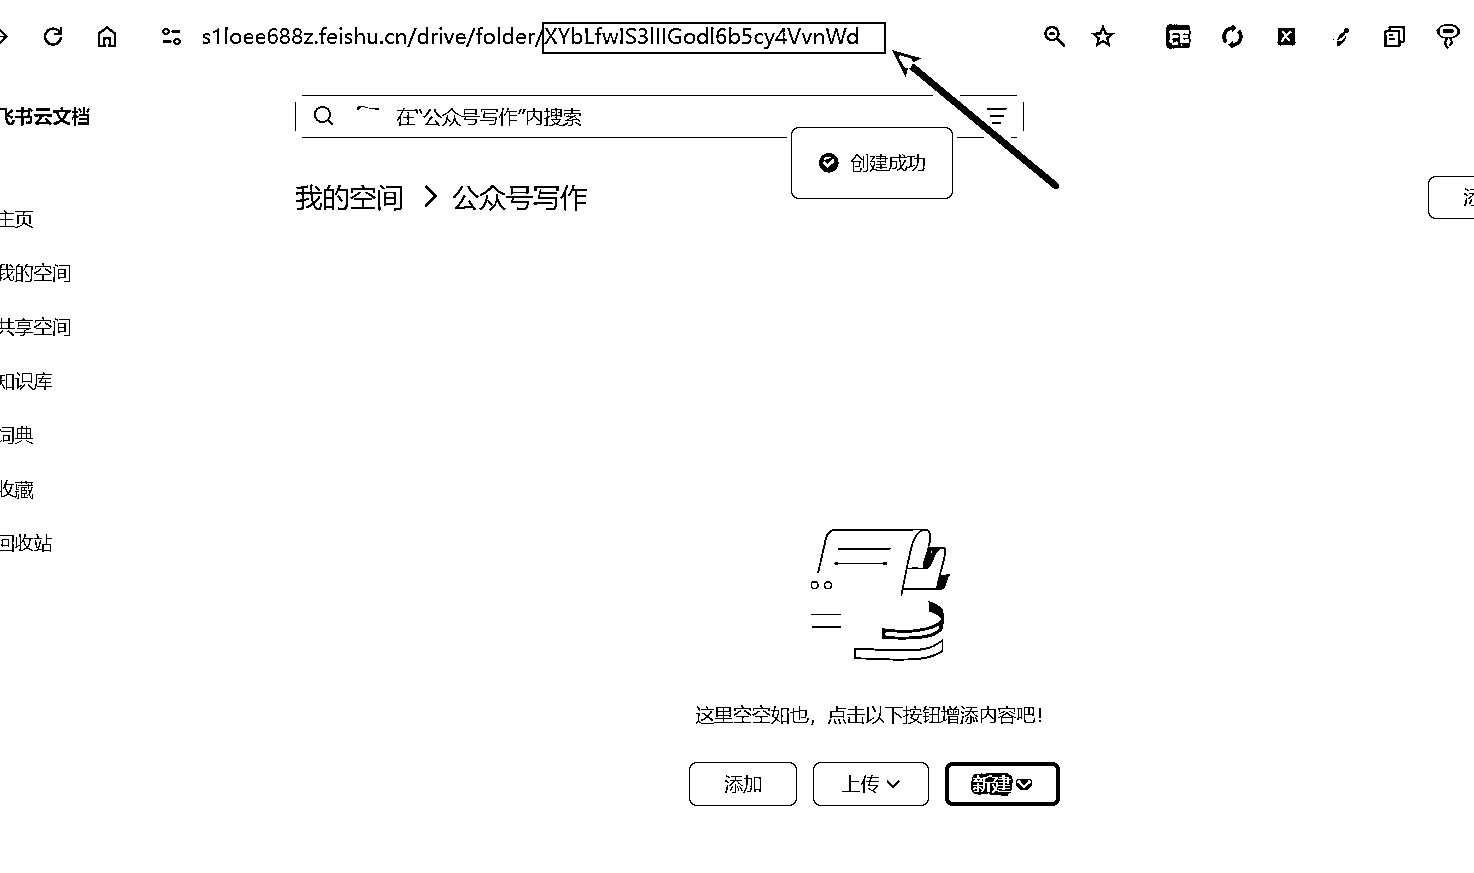 s1loee688z.feishu.cn/drive/folder/
飞书云文档
在“公众号写作”内搜索
创建成功
我的空间 > 公众号写作
主页
我的空间
共享空间
知识库
词典
收藏
回收站
这里空空如也，点击以下按钮增添内容吧！
添加
上传
新建